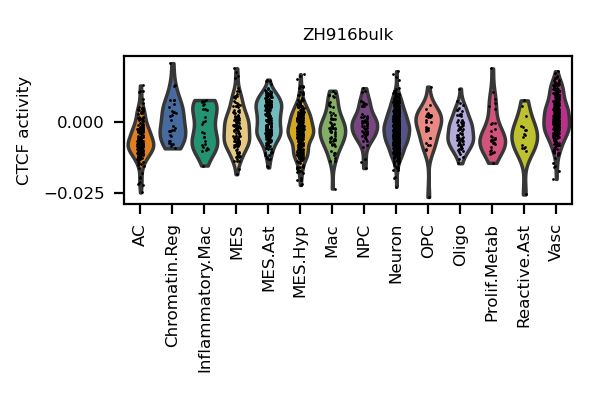 ZH916bulk
CTCF activity
0.000
−0.025
AC
Chromatin.Reg
Inflammatory.Mac
MES
MES.Ast
MES.Hyp
Mac
NPC
Neuron
OPC
Oligo
Prolif.Metab
Reactive.Ast
Vasc